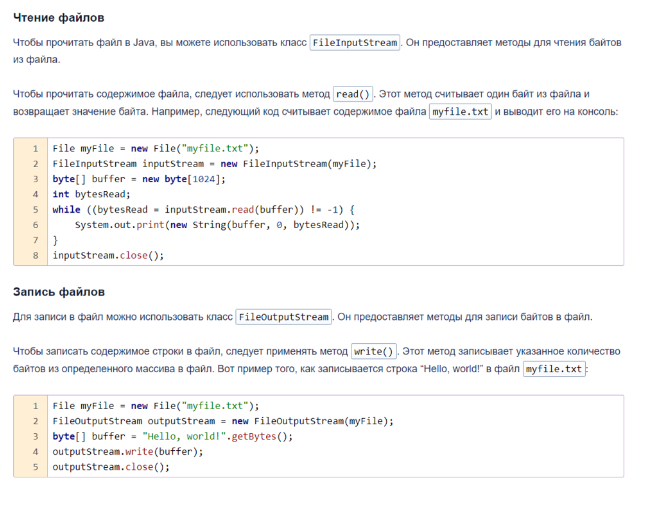 Чтение файлов
Чтобы прочитать файл в Java, вы можете использовать класс FileInputStream. Он предоставляет методы для чтения байтов
из файла.
Чтобы прочитать содержимое файла, следует использовать метод read(). Этот метод считывает один байт из файла и
возвращает значение байта. Например, следующий код считывает содержимое файла myfile.txt и выводит его на консоль:
1 File myFile = new File("myfile.txt");
2 FileInputStream inputStream = new FileInputStream(myFile);
3 byte[] buffer = new byte[1024];
4 int bytesRead;
5 while ((bytesRead = inputStream.read(buffer)) != -1) {
6     System.out.print(new String(buffer, 0, bytesRead));
7 }
8 inputStream.close();
Запись файлов
Для записи в файл можно использовать класс FileOutputStream. Он предоставляет методы для записи байтов в файл.
Чтобы записать содержимое строки в файл, следует применять метод write(). Этот метод записывает указанное количество
байтов из определенного массива в файл. Вот пример того, как записывается строка “Hello, world!” в файл myfile.txt:
1 File myFile = new File("myfile.txt");
2 FileOutputStream outputStream = new FileOutputStream(myFile);
3 byte[] buffer = "Hello, world!".getBytes();
4 outputStream.write(buffer);
5 outputStream.close();